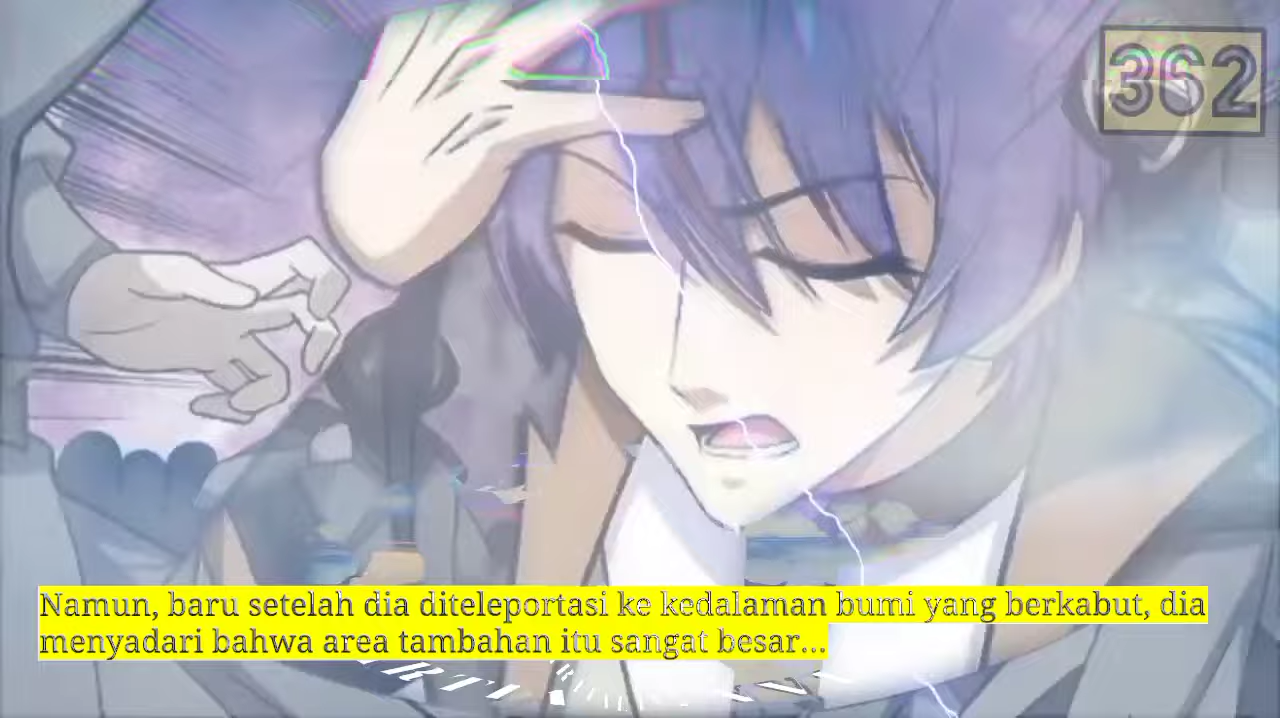 362
Namun, baru setelah dia diteleportasi ke kedalaman bumi yang berkabut, dia
menyadari bahwa area tambahan itu sangat besar...